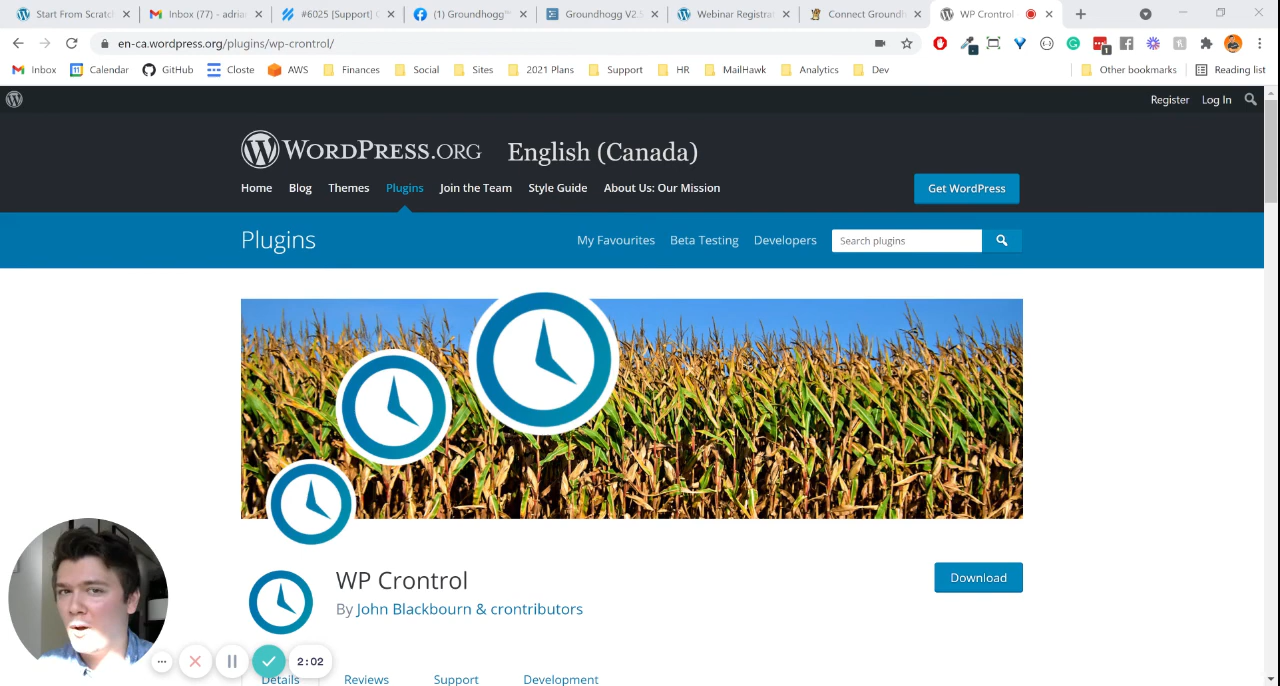 Start From Scratch
Inbox (77) - adrian
#6025 [Support]
(1) Groundhogg™
Groundhogg V2.
Webinar Registra
Connect Ground
WP Crontrol
en-ca.wordpress.org/plugins/wp-crontrol/
Inbox
Calendar
GitHub
Closte
AWS
Finances
Social
Sites
2021 Plans
Support
HR
MailHawk
Analytics
Dev
Other bookmarks
Reading list
Register
Log In
WORDPRESS.ORG
English (Canada)
Home
Blog
Themes
Plugins
Join the Team
Style Guide
About Us: Our Mission
Get WordPress
Plugins
My Favourites
Beta Testing
Developers
Search plugins
WP Crontrol
Download
By John Blackbourn & crontributors
2:02
Details
Reviews
Support
Development